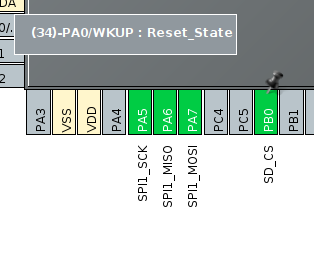 DA
0/.
(34)-PA0/WKUP : Reset_State
1
2
PA3
VSS
VDD
PA4
PA5
PA6
PA7
PC4
PC5
PB0
PB1
SPI1_SCK
SPI1_MISO
SPI1_MOSI
SD_CS